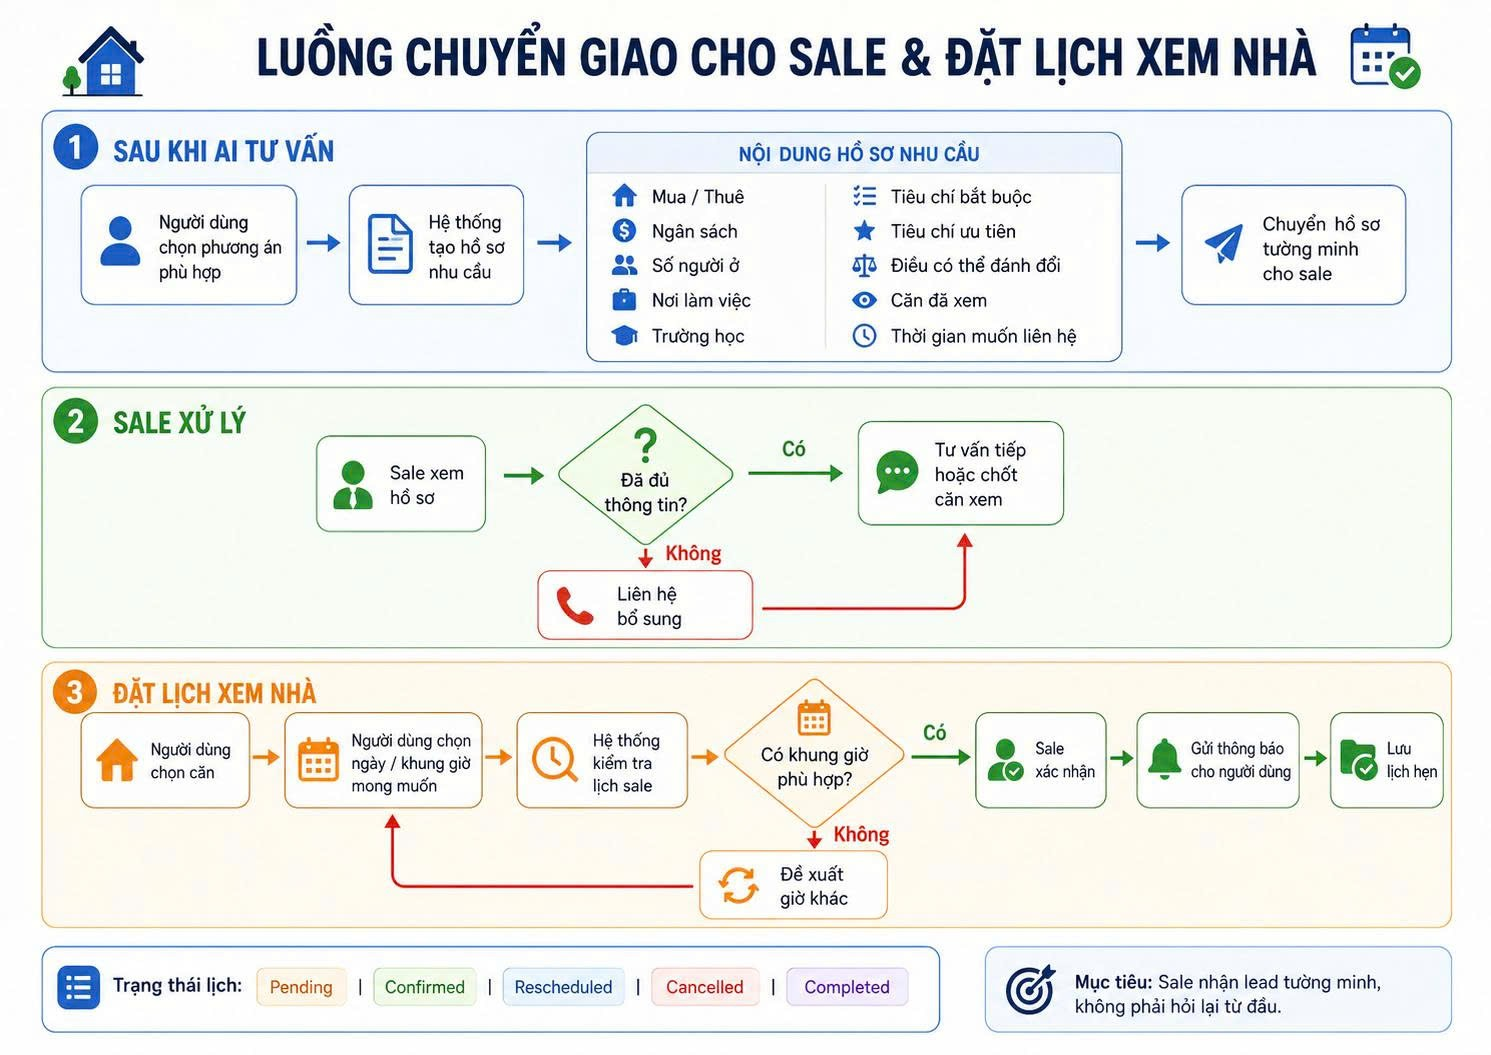 LUỒNG CHUYỂN GIAO CHO SALE & ĐẶT LỊCH XEM NHÀ
1 SAU KHI AI TƯ VẤN
Người dùng
chọn phương án
phù hợp
Hệ thống
tạo hồ sơ
nhu cầu
NỘI DUNG HỒ SƠ NHU CẦU
Mua / Thuê
Ngân sách
Số người ở
Nơi làm việc
Trường học
Tiêu chí bắt buộc
Tiêu chí ưu tiên
Điều có thể đánh đổi
Căn đã xem
Thời gian muốn liên hệ
Chuyển hồ sơ
tường minh
cho sale
2 SALE XỬ LÝ
Sale xem
hồ sơ
?
Đã đủ
thông tin?
Có
Tư vấn tiếp
hoặc chốt
căn xem
Không
Liên hệ
bổ sung
3 ĐẶT LỊCH XEM NHÀ
Người dùng
chọn căn
Người dùng chọn
ngày / khung giờ
mong muốn
Hệ thống
kiểm tra
lịch sale
Có khung giờ
phù hợp?
Có
Sale
xác nhận
Gửi thông báo
cho người dùng
Lưu
lịch hẹn
Không
Đề xuất
giờ khác
Trạng thái lịch: Pending | Confirmed | Rescheduled | Cancelled | Completed
Mục tiêu: Sale nhận lead tường minh,
không phải hỏi lại từ đầu.